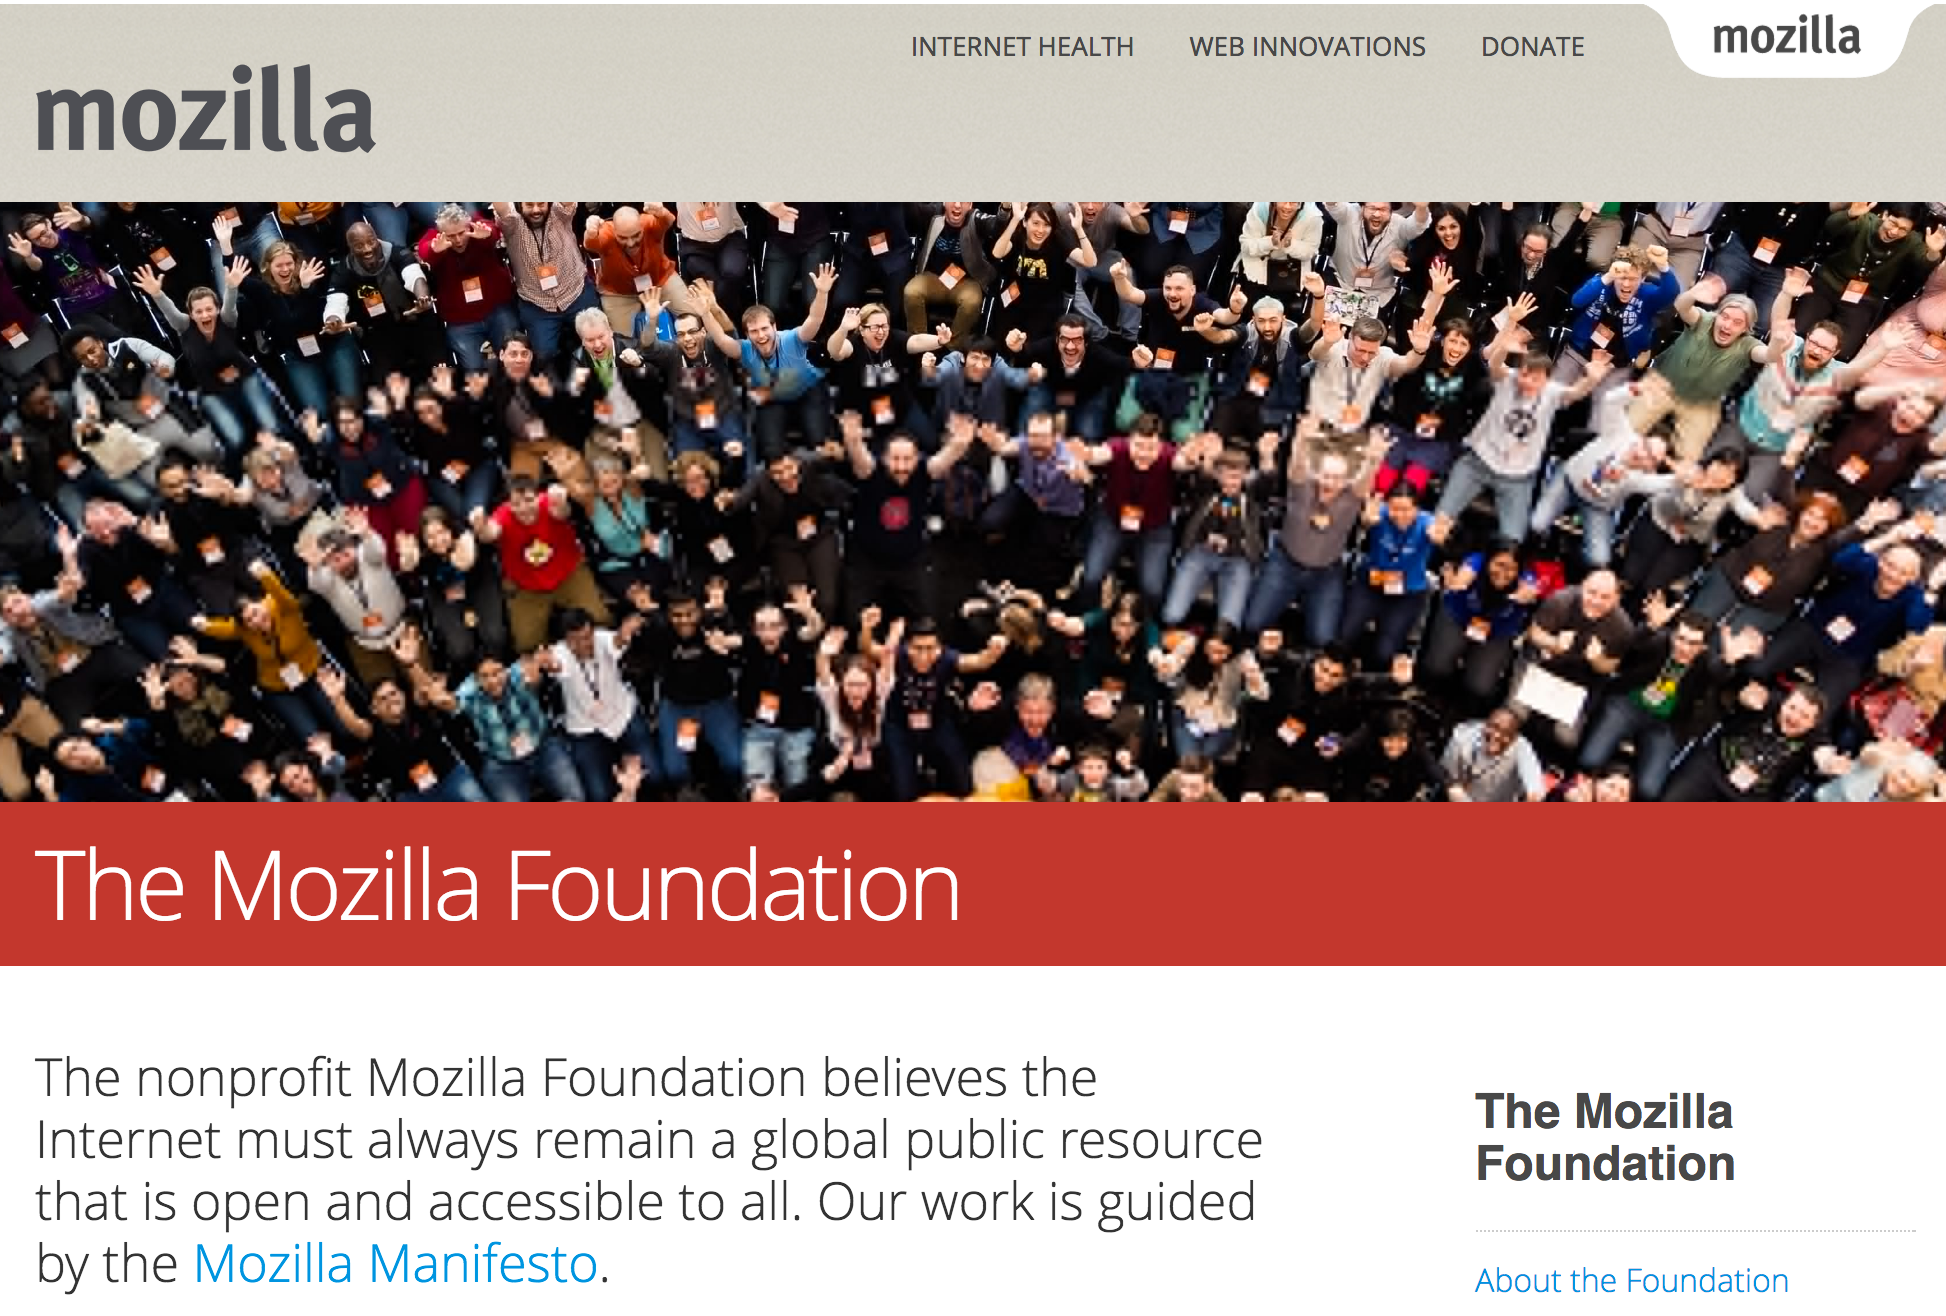 INTERNET HEALTH WEB INNOVATIONS DONATE mozilla
mozilla
The Mozilla Foundation
The nonprofit Mozilla Foundation believes the
Internet must always remain a global public resource
that is open and accessible to all. Our work is guided
by the Mozilla Manifesto.
The Mozilla
Foundation
About the Foundation